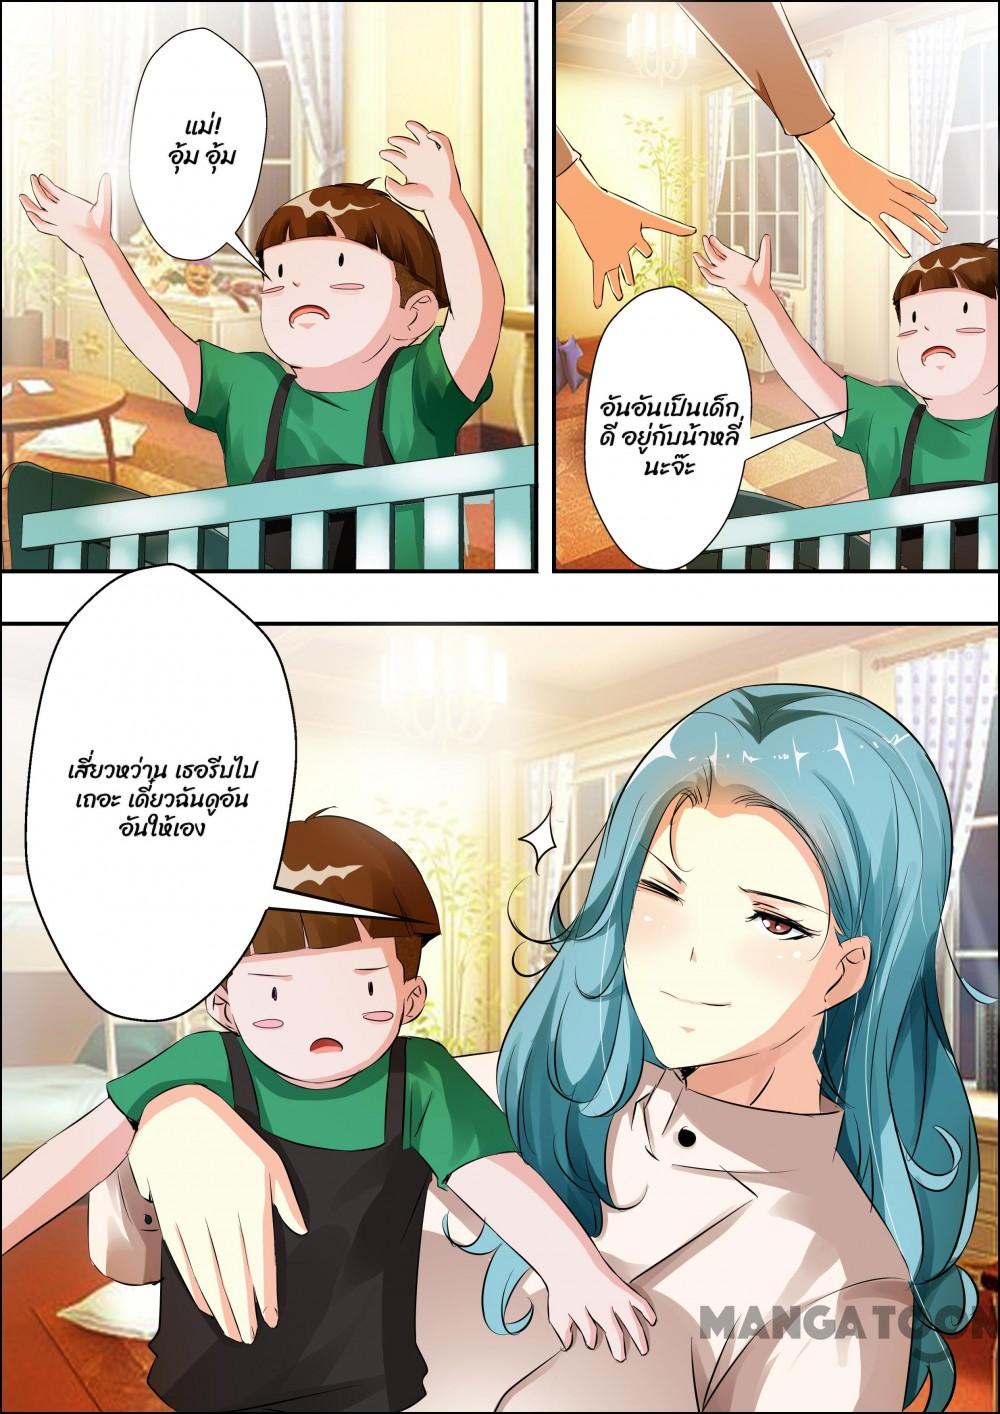 แม่!
อุ้ม อุ้ม
อันอันเป็นเด็ก
ดี อยู่กับน้าหลี่
นะจ๊ะ
เสี่ยวหว่าน เธอรีบไป
เถอะ เดี๋ยวฉันดูอัน
อันให้เอง
MANGATOON